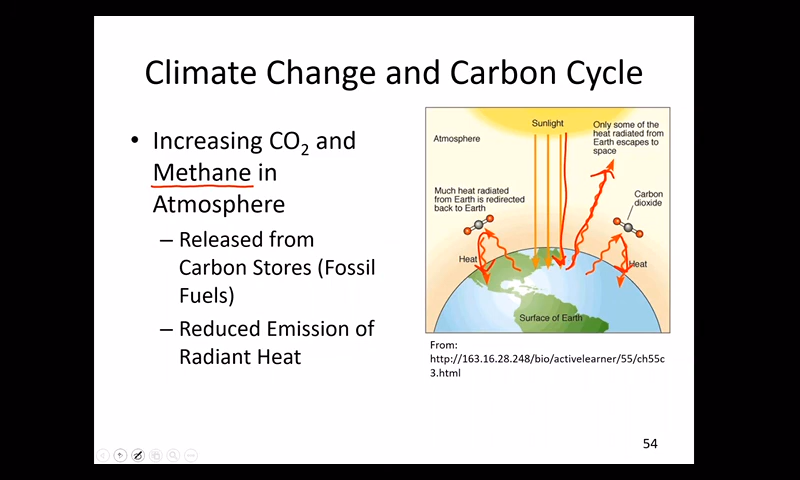 Climate Change and Carbon Cycle
• Increasing CO₂ and
Methane in
Atmosphere
– Released from
Carbon Stores (Fossil
Fuels)
– Reduced Emission of
Radiant Heat
Sunlight
Atmosphere
Only some of the
heat radiated from
Earth escapes to
space
Much heat radiated
from Earth is redirected
back to Earth
Carbon
dioxide
Heat
Heat
Surface of Earth
From:
http://163.16.28.248/bio/activelearner/55/ch55c
3.html
54